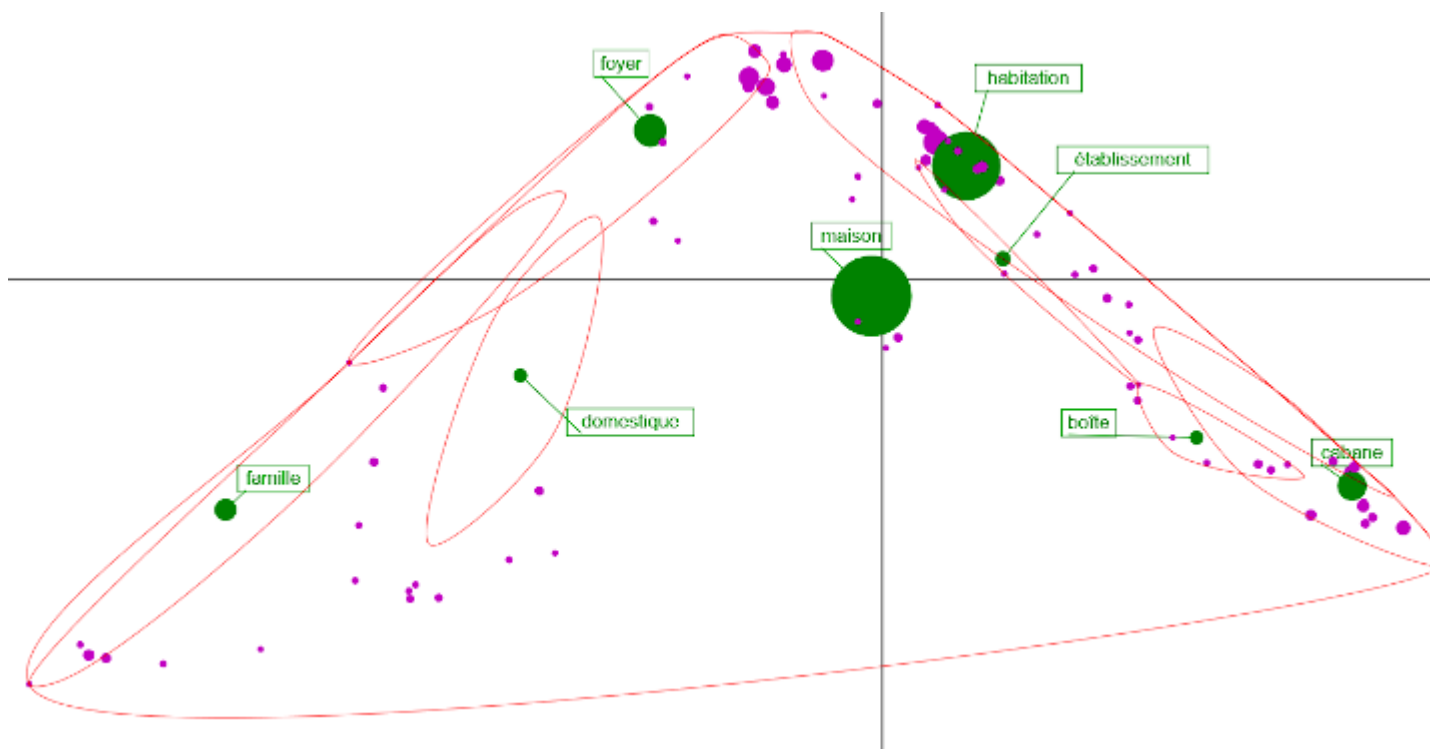 foyer
habitation
établissement
maison
domestique
boîte
cabane
famille